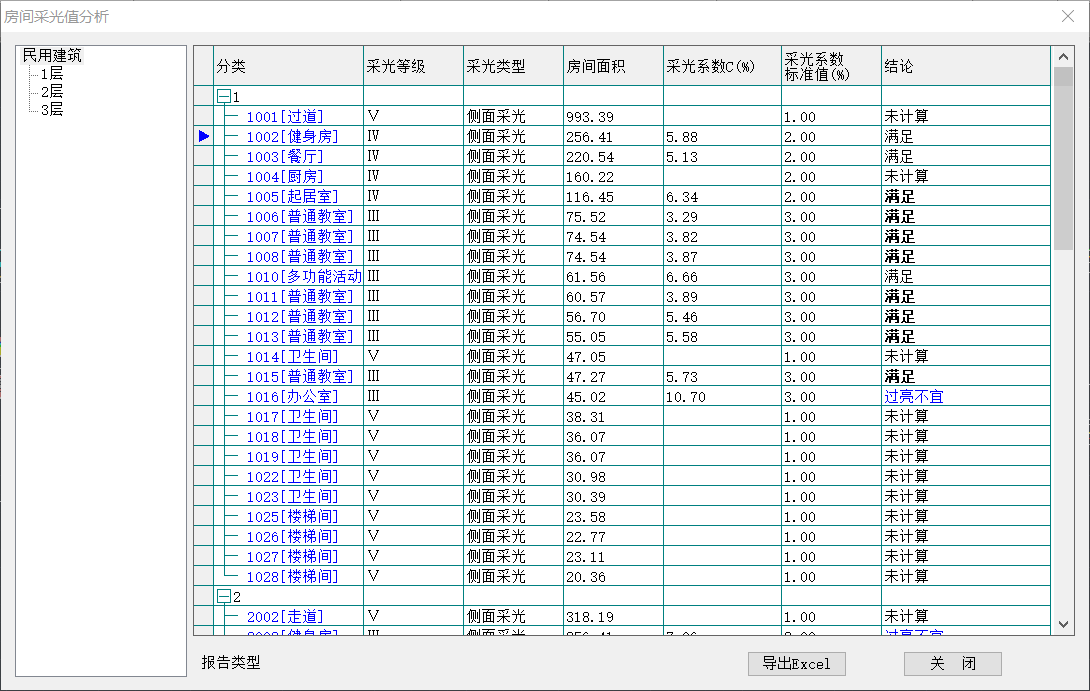 房间采光值分析
民用建筑
1层
2层
3层
分类 采光等级 采光类型 房间面积 采光系数C(%) 采光系数标准值(%) 结论
1
1001[过道] Ⅴ 侧面采光 993.39 1.00 未计算
1002[健身房] Ⅳ 侧面采光 256.41 5.88 2.00 满足
1003[餐厅] Ⅳ 侧面采光 220.54 5.13 2.00 满足
1004[厨房] Ⅳ 侧面采光 160.22 2.00 未计算
1005[起居室] Ⅳ 侧面采光 116.45 6.34 2.00 满足
1006[普通教室] Ⅲ 侧面采光 75.52 3.29 3.00 满足
1007[普通教室] Ⅲ 侧面采光 74.54 3.82 3.00 满足
1008[普通教室] Ⅲ 侧面采光 74.54 3.87 3.00 满足
1010[多功能活动 Ⅲ 侧面采光 61.56 6.66 3.00 满足
1011[普通教室] Ⅲ 侧面采光 60.57 3.89 3.00 满足
1012[普通教室] Ⅲ 侧面采光 56.70 5.46 3.00 满足
1013[普通教室] Ⅲ 侧面采光 55.05 5.58 3.00 满足
1014[卫生间] Ⅴ 侧面采光 47.05 1.00 未计算
1015[普通教室] Ⅲ 侧面采光 47.27 5.73 3.00 满足
1016[办公室] Ⅲ 侧面采光 45.02 10.70 3.00 过亮不宜
1017[卫生间] Ⅴ 侧面采光 38.31 1.00 未计算
1018[卫生间] Ⅴ 侧面采光 36.07 1.00 未计算
1019[卫生间] Ⅴ 侧面采光 36.07 1.00 未计算
1022[卫生间] Ⅴ 侧面采光 30.98 1.00 未计算
1023[卫生间] Ⅴ 侧面采光 30.39 1.00 未计算
1025[楼梯间] Ⅴ 侧面采光 23.58 1.00 未计算
1026[楼梯间] Ⅴ 侧面采光 22.77 1.00 未计算
1027[楼梯间] Ⅴ 侧面采光 23.11 1.00 未计算
1028[楼梯间] Ⅴ 侧面采光 20.36 1.00 未计算
2
2002[走道] Ⅴ 侧面采光 318.19 1.00 未计算
报告类型 导出Excel 关 闭